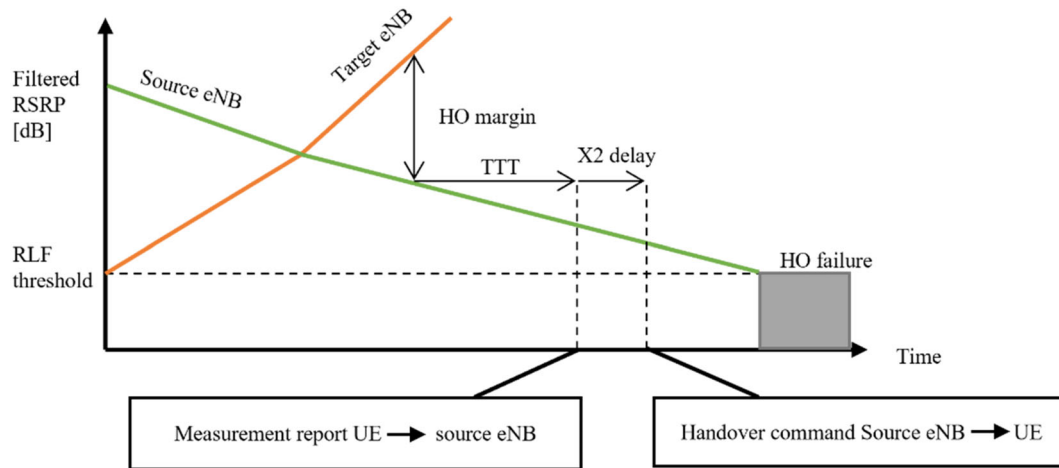 Filtered
RSRP
[dB]
Source eNB
Target eNB
HO margin
TTT
X2 delay
RLF
threshold
HO failure
Time
Measurement report UE → source eNB
Handover command Source eNB → UE